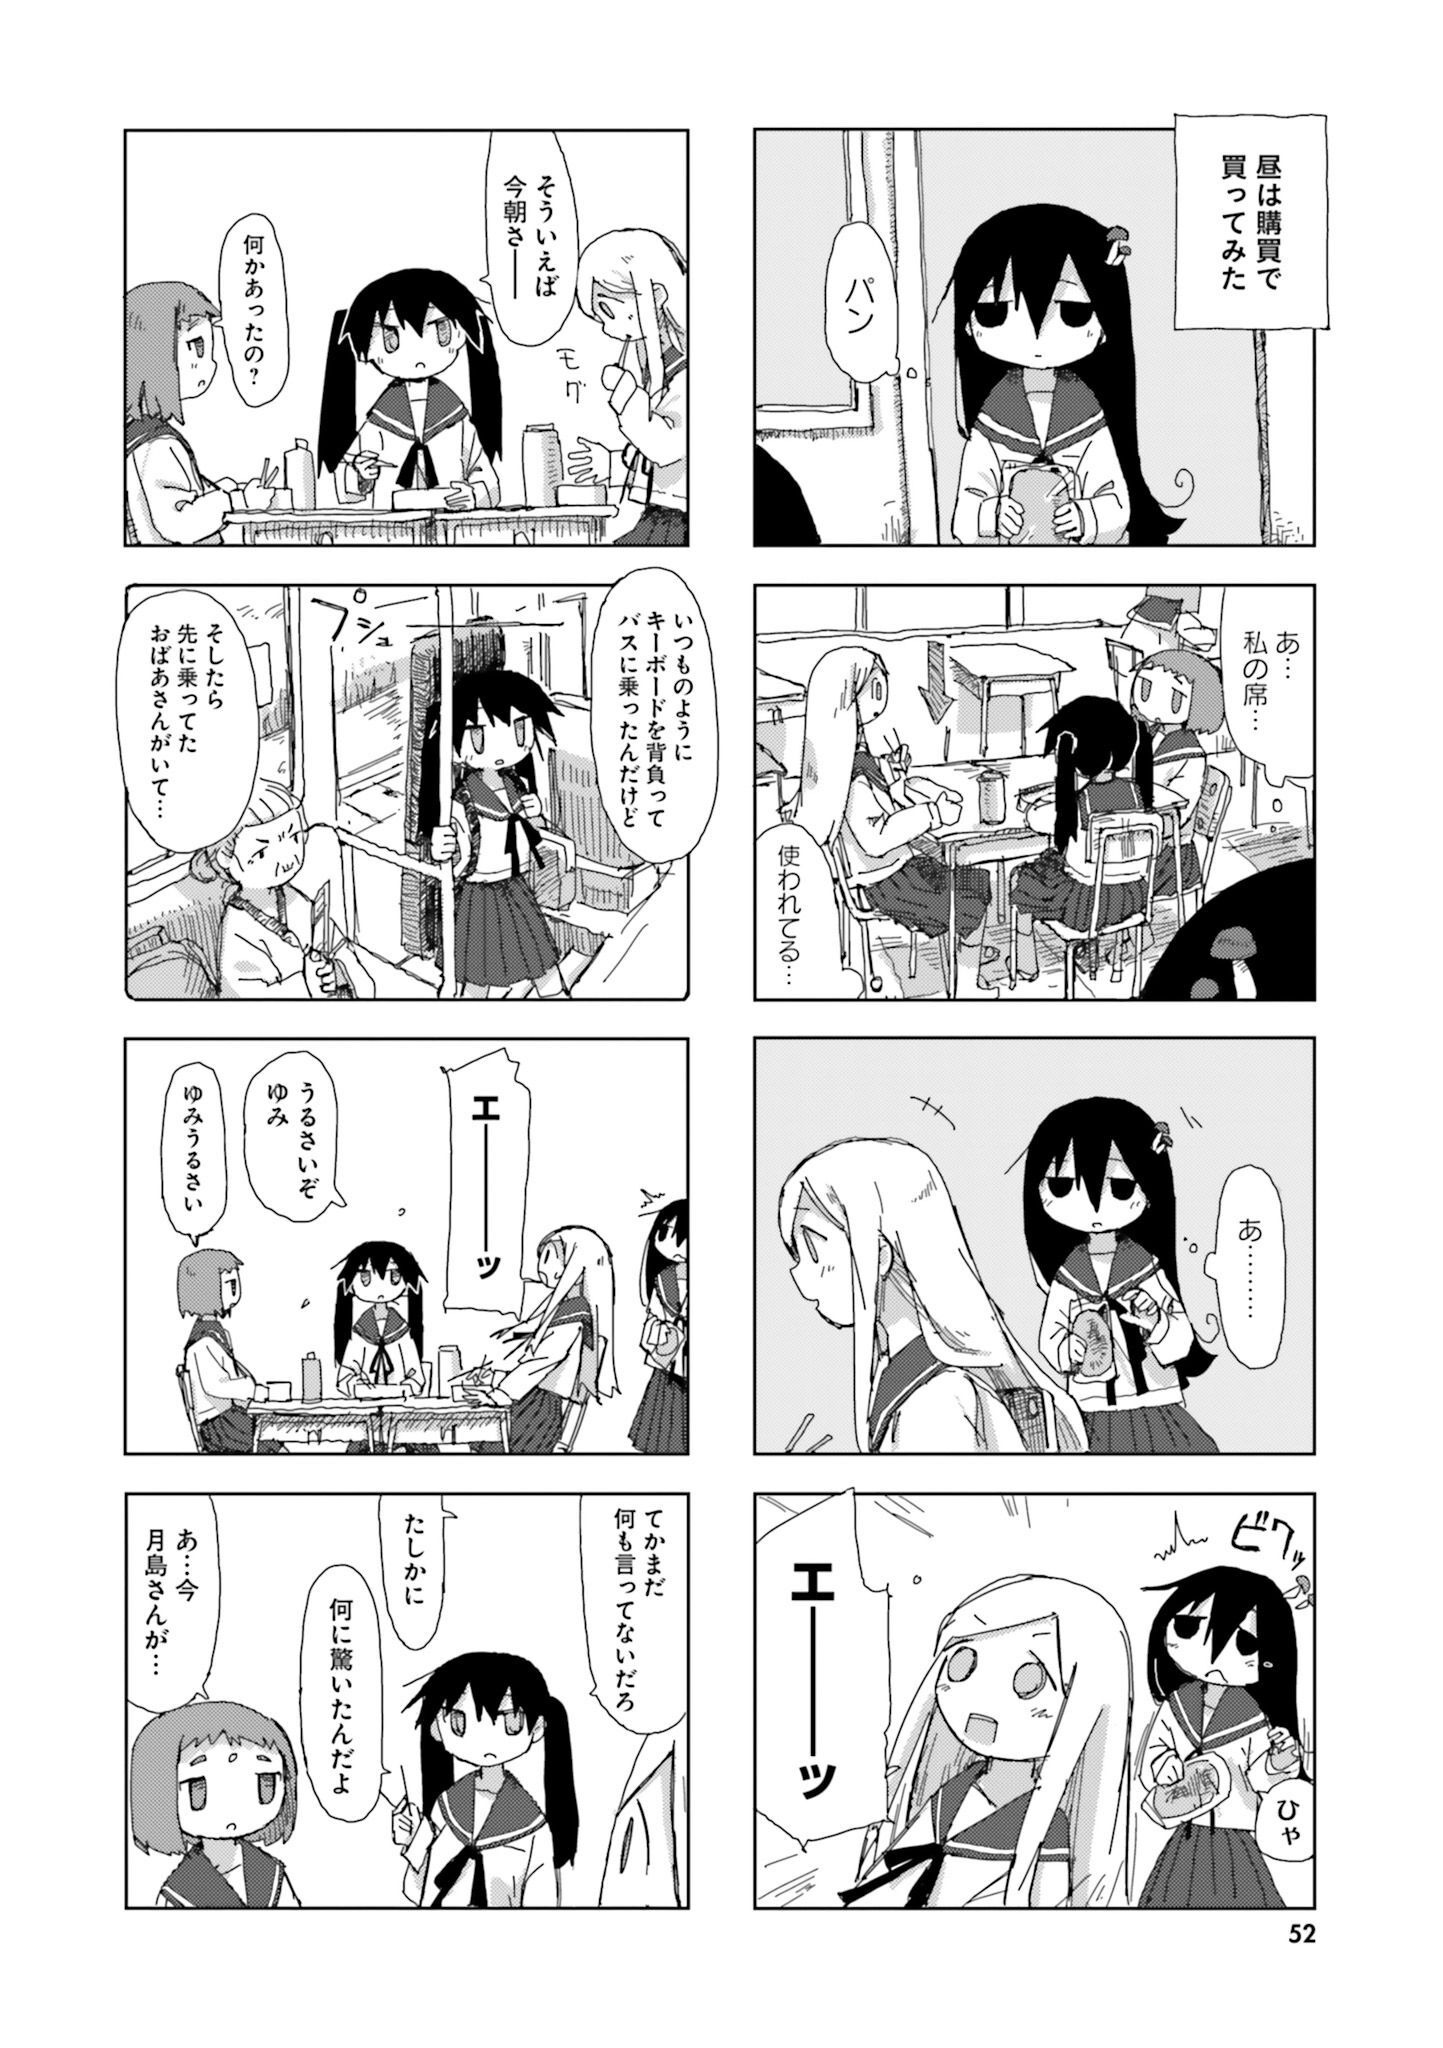 昼は購買で
買ってみた
パン
あ…
私の席…
使われてる…
あ………
ビクッ
エーーーッ
ひゃ
そういえば
今朝さ――
モグ
何かあったの?
いつものように
キーボードを背負って
バスに乗ったんだけど
プシュ
そしたら
先に乗ってた
おばあさんがいて…
エーーーッ
うるさいぞ
ゆみ
ゆみうるさい
てかまだ
何も言ってないだろ
たしかに
何に驚いたんだよ
あ…今
月島さんが…
52